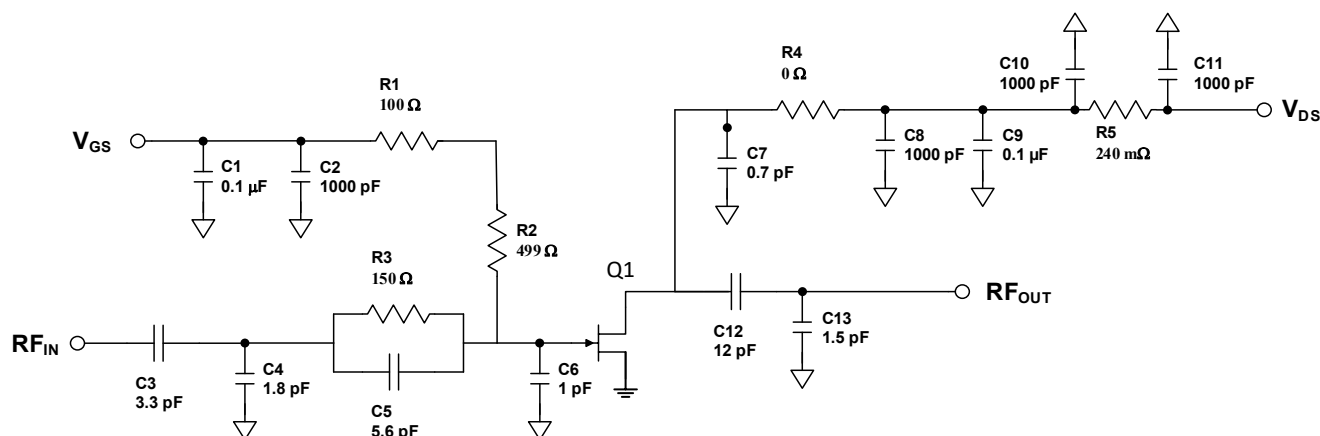 C10
1000 pF
C11
1000 pF
R4
0 Ω
R1
100 Ω
VGS
C1
0.1 µF
C2
1000 pF
C7
0.7 pF
C8
1000 pF
C9
0.1 µF
R5
240 mΩ
VDS
R2
499 Ω
R3
150 Ω
Q1
RFIN
C3
3.3 pF
C4
1.8 pF
C5
5.6 pF
C6
1 pF
C12
12 pF
C13
1.5 pF
RFOUT